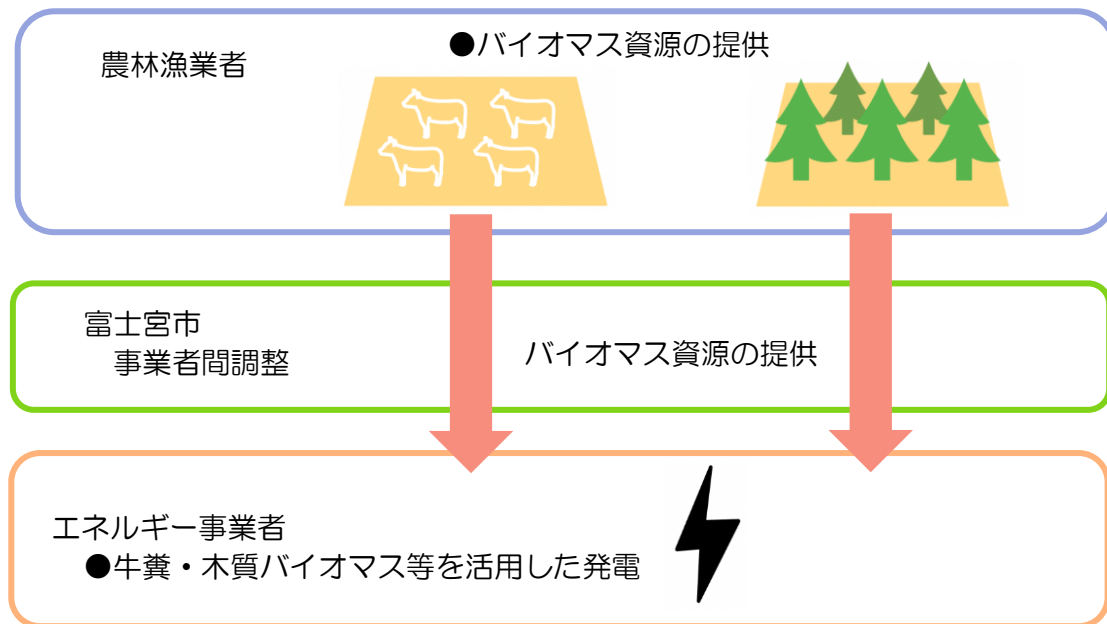 農林漁業者
●バイオマス資源の提供
富士宮市
事業者間調整
バイオマス資源の提供
エネルギー事業者
●牛糞・木質バイオマス等を活用した発電